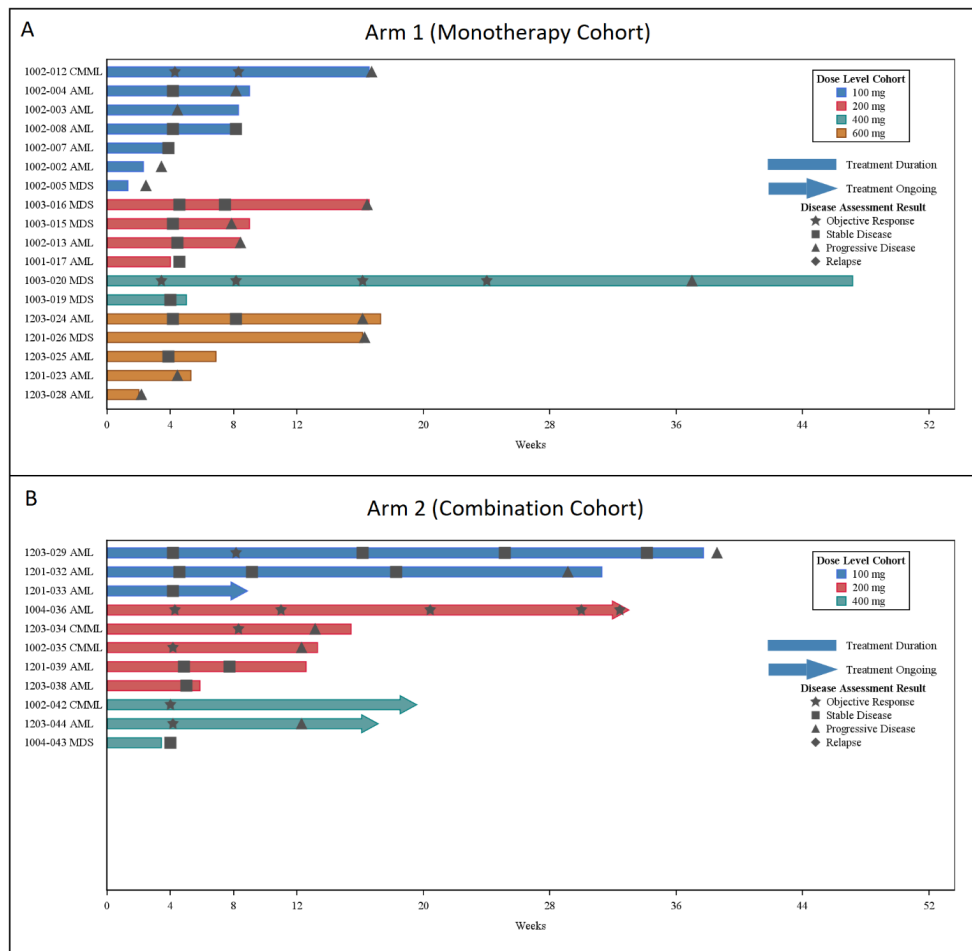 A
Arm 1 (Monotherapy Cohort)
1002-012 CMML
1002-004 AML
1002-003 AML
1002-008 AML
1002-007 AML
1002-002 AML
1002-005 MDS
1003-016 MDS
1003-015 MDS
1002-013 AML
1001-017 AML
1003-020 MDS
1003-019 MDS
1203-024 AML
1201-026 MDS
1203-025 AML
1201-023 AML
1203-028 AML
Dose Level Cohort
100 mg
200 mg
400 mg
600 mg
Treatment Duration
Treatment Ongoing
Disease Assessment Result
Objective Response
Stable Disease
Progressive Disease
Relapse
0 4 8 12 20 28 36 44 52
Weeks
B
Arm 2 (Combination Cohort)
1203-029 AML
1201-032 AML
1201-033 AML
1004-036 AML
1203-034 CMML
1002-035 CMML
1201-039 AML
1203-038 AML
1002-042 CMML
1203-044 AML
1004-043 MDS
Dose Level Cohort
100 mg
200 mg
400 mg
Treatment Duration
Treatment Ongoing
Disease Assessment Result
Objective Response
Stable Disease
Progressive Disease
Relapse
0 4 8 12 20 28 36 44 52
Weeks